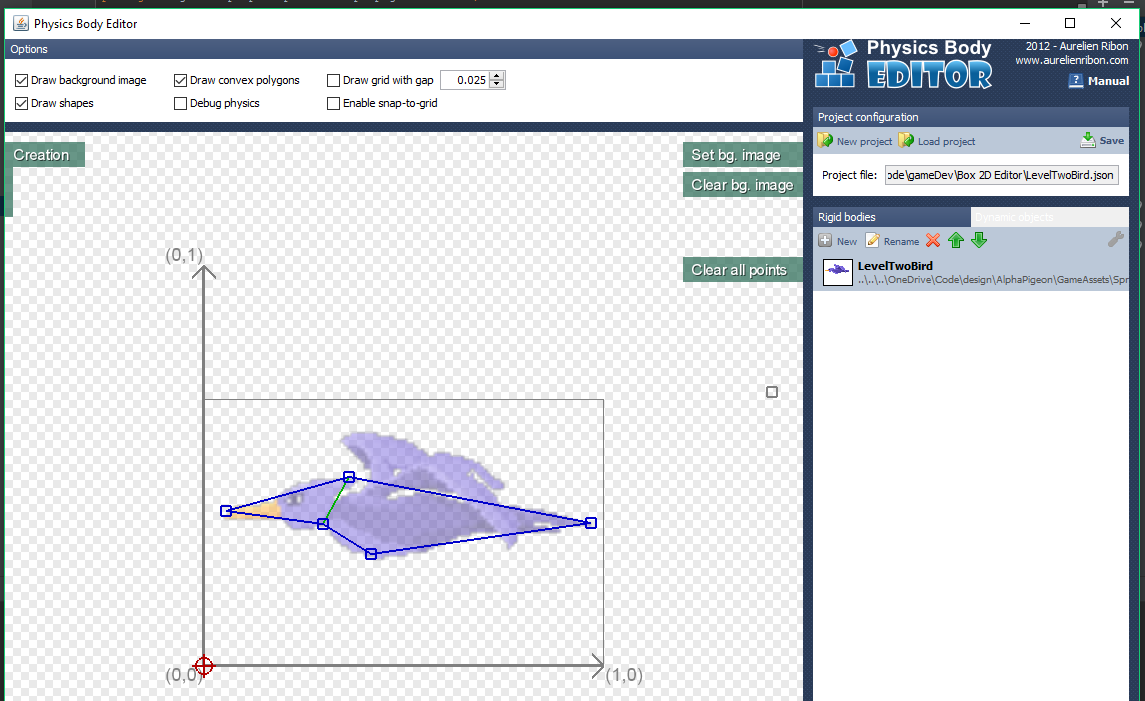 Physics Body Editor
Options
Draw background image
Draw convex polygons
Draw grid with gap
0.025
Draw shapes
Debug physics
Enable snap-to-grid
Physics Body
EDITOR
2012 - Aurelien Ribon
www.aurelienribon.com
Manual
Project configuration
New project
Load project
Save
Project file:
ode\gameDev\Box 2D Editor\LevelTwoBird.json
Rigid bodies
Dynamic objects
New
Rename
LevelTwoBird
..\..\..\OneDrive\Code\design\AlphaPigeon\GameAssets\Spr
Creation
Set bg. image
Clear bg. image
Clear all points
(0,1)
(0,0)
(1,0)